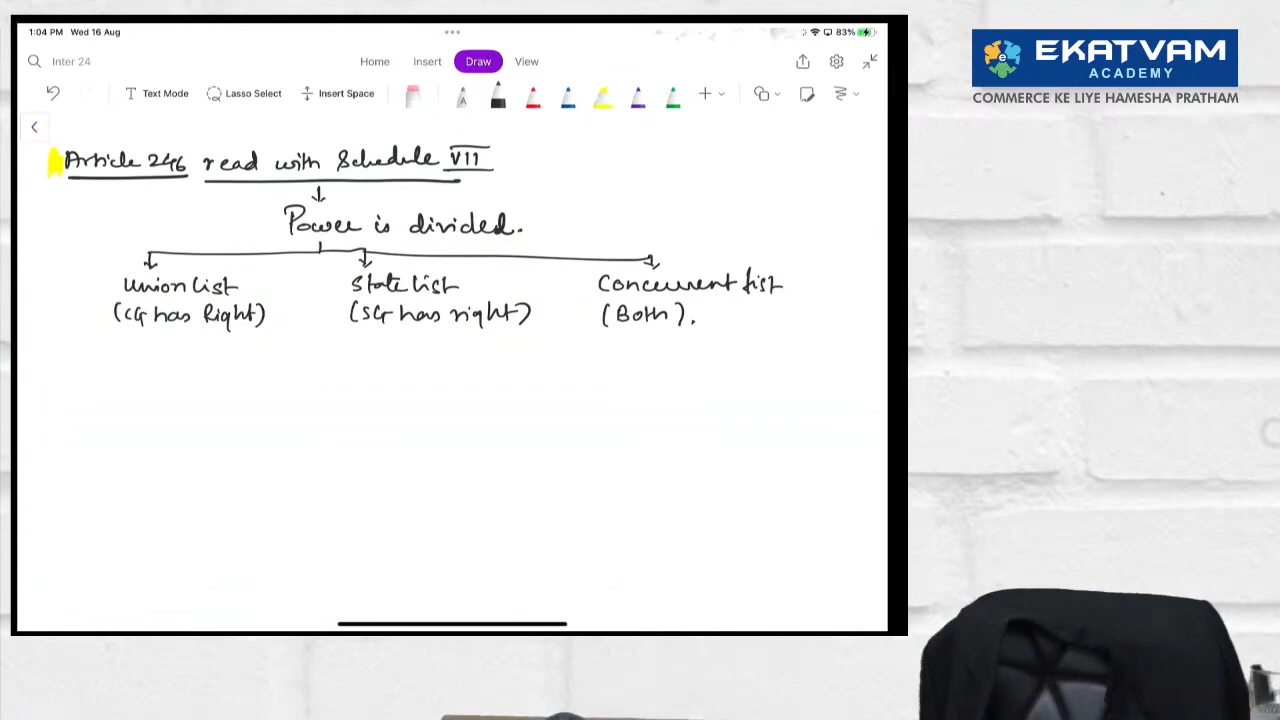 1:04 PM Wed 16 Aug
83%
Inter 24
Home Insert Draw View
Text Mode Lasso Select Insert Space
Article 246 read with Schedule VII
Power is divided.
Union list State list Concurrent list
(CG has Right) (SG has right) (Both).
EKATVAM
ACADEMY
COMMERCE KE LIYE HAMESHA PRATHAM